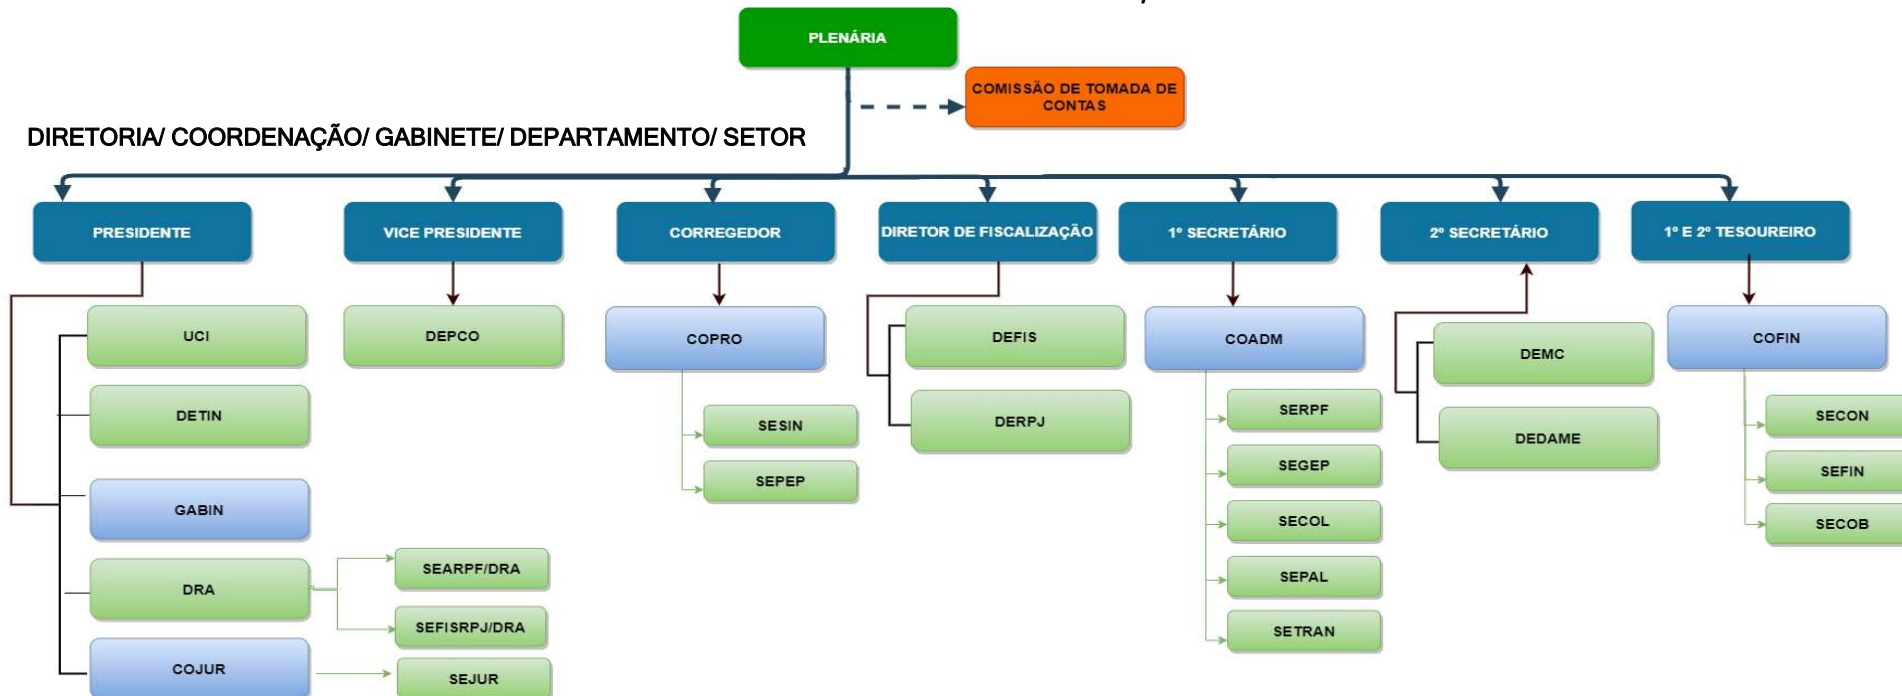 PLENÁRIA
COMISSÃO DE TOMADA DE
CONTAS
DIRETORIA/ COORDENAÇÃO/ GABINETE/ DEPARTAMENTO/ SETOR
PRESIDENTE
VICE PRESIDENTE
CORREGEDOR
DIRETOR DE FISCALIZAÇÃO
1º SECRETÁRIO
2º SECRETÁRIO
1º E 2º TESOUREIRO
UCI
DETIN
GABIN
DRA
SEARPF/DRA
SEFISRPJ/DRA
COJUR
SEJUR
DEPCO
COPRO
SESIN
SEPEP
DEFIS
DERPJ
COADM
SERPF
SEGEP
SECOL
SEPAL
SETRAN
DEMC
DEDAME
COFIN
SECON
SEFIN
SECOB